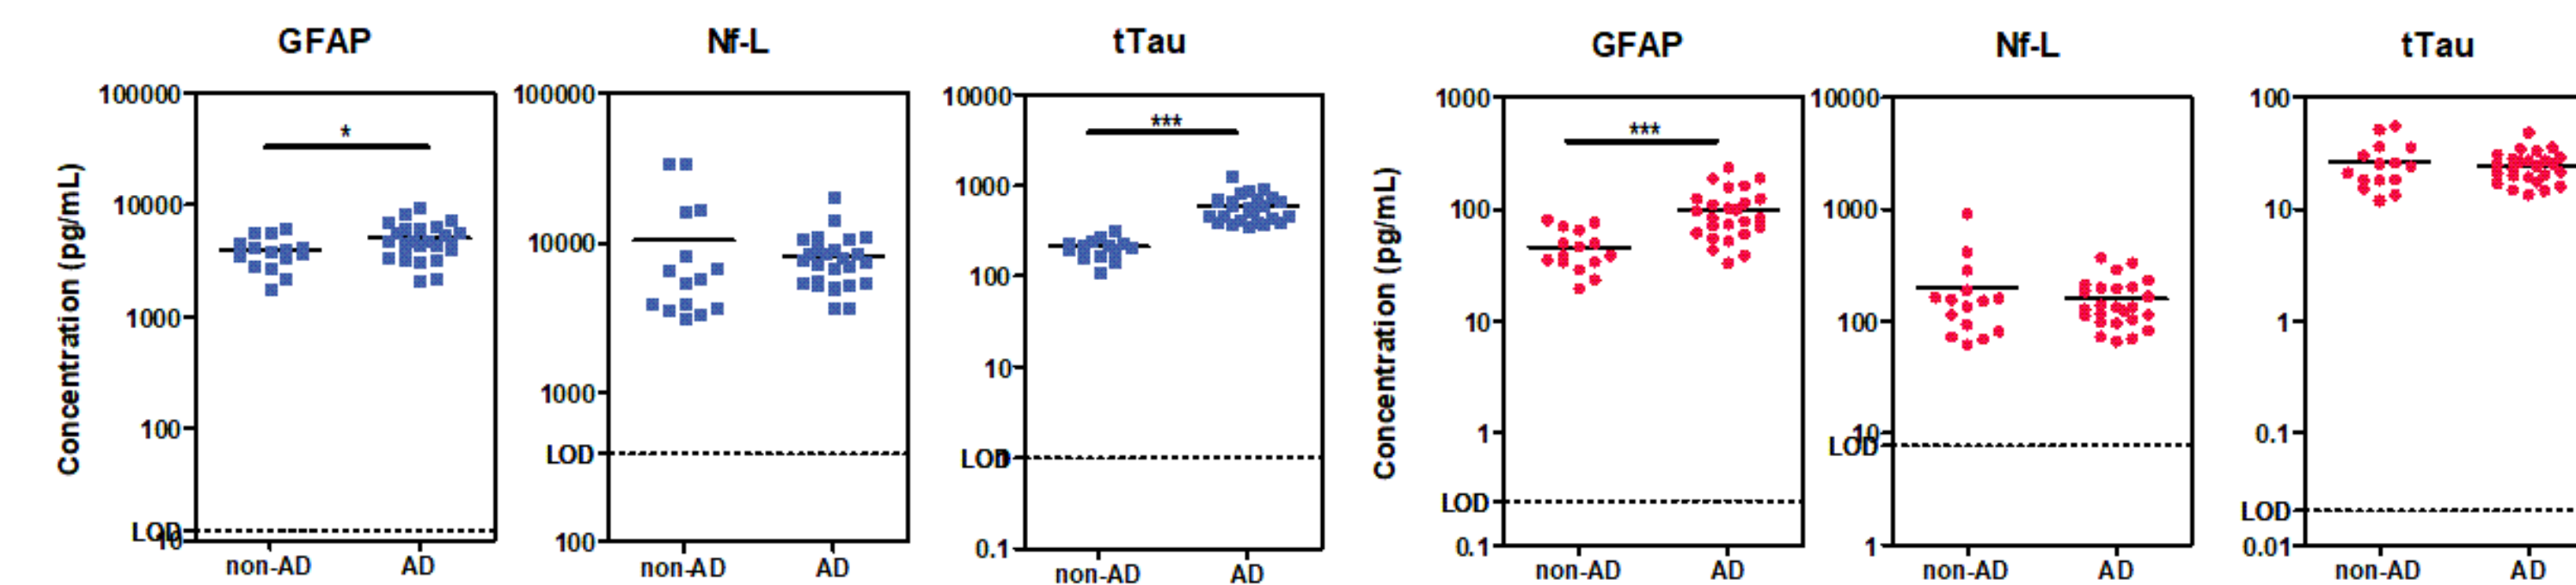 GFAP
Nf-L
tTau
GFAP
Nf-L
tTau
Concentration (pg/mL)
100000
10000
1000
100
LOD
10
*
non-AD
AD
100000
10000
1000
LOD
100
non-AD
AD
10000
1000
100
10
LOD
0.1
***
non-AD
AD
Concentration (pg/mL)
1000
100
10
1
LOD
0.1
***
non-AD
AD
10000
1000
100
10
LOD
1
non-AD
AD
100
10
1
0.1
LOD
0.01
non-AD
AD